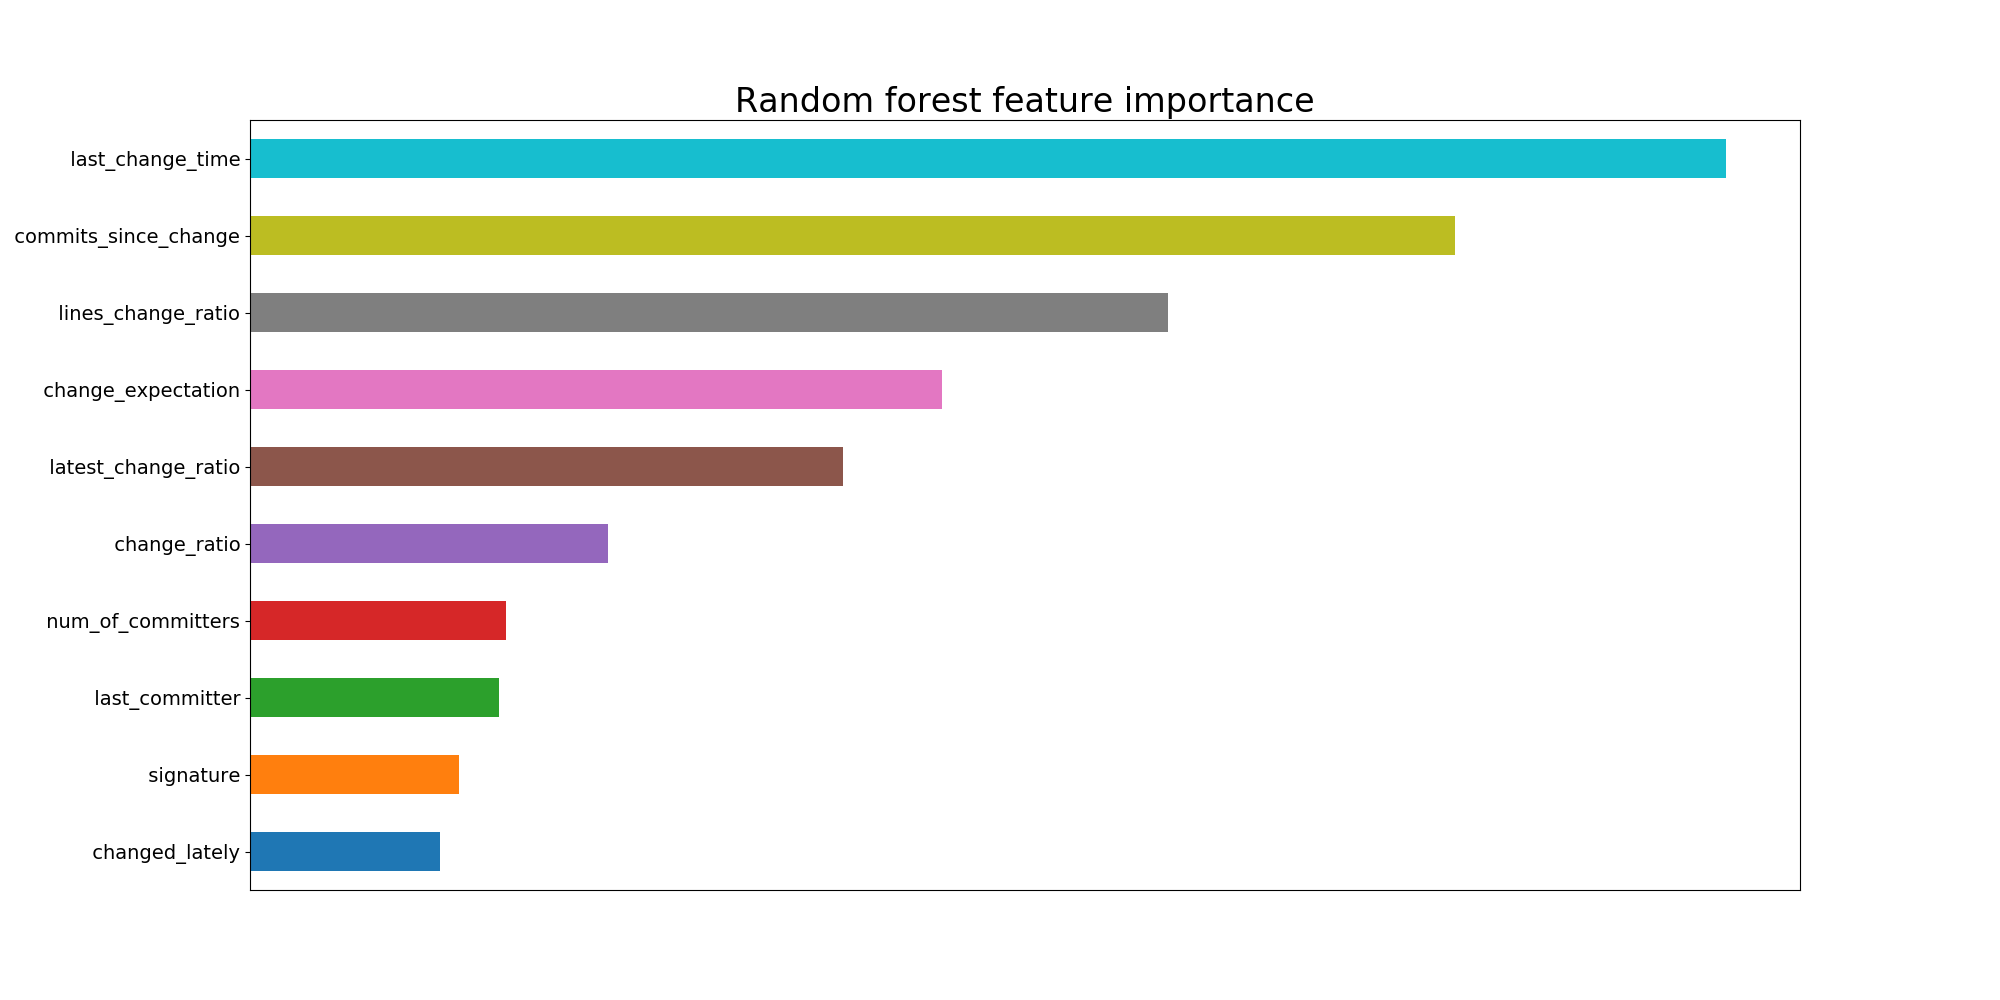 Random forest feature importance
last_change_time
commits_since_change
lines_change_ratio
change_expectation
latest_change_ratio
change_ratio
num_of_committers
last_committer
signature
changed_lately